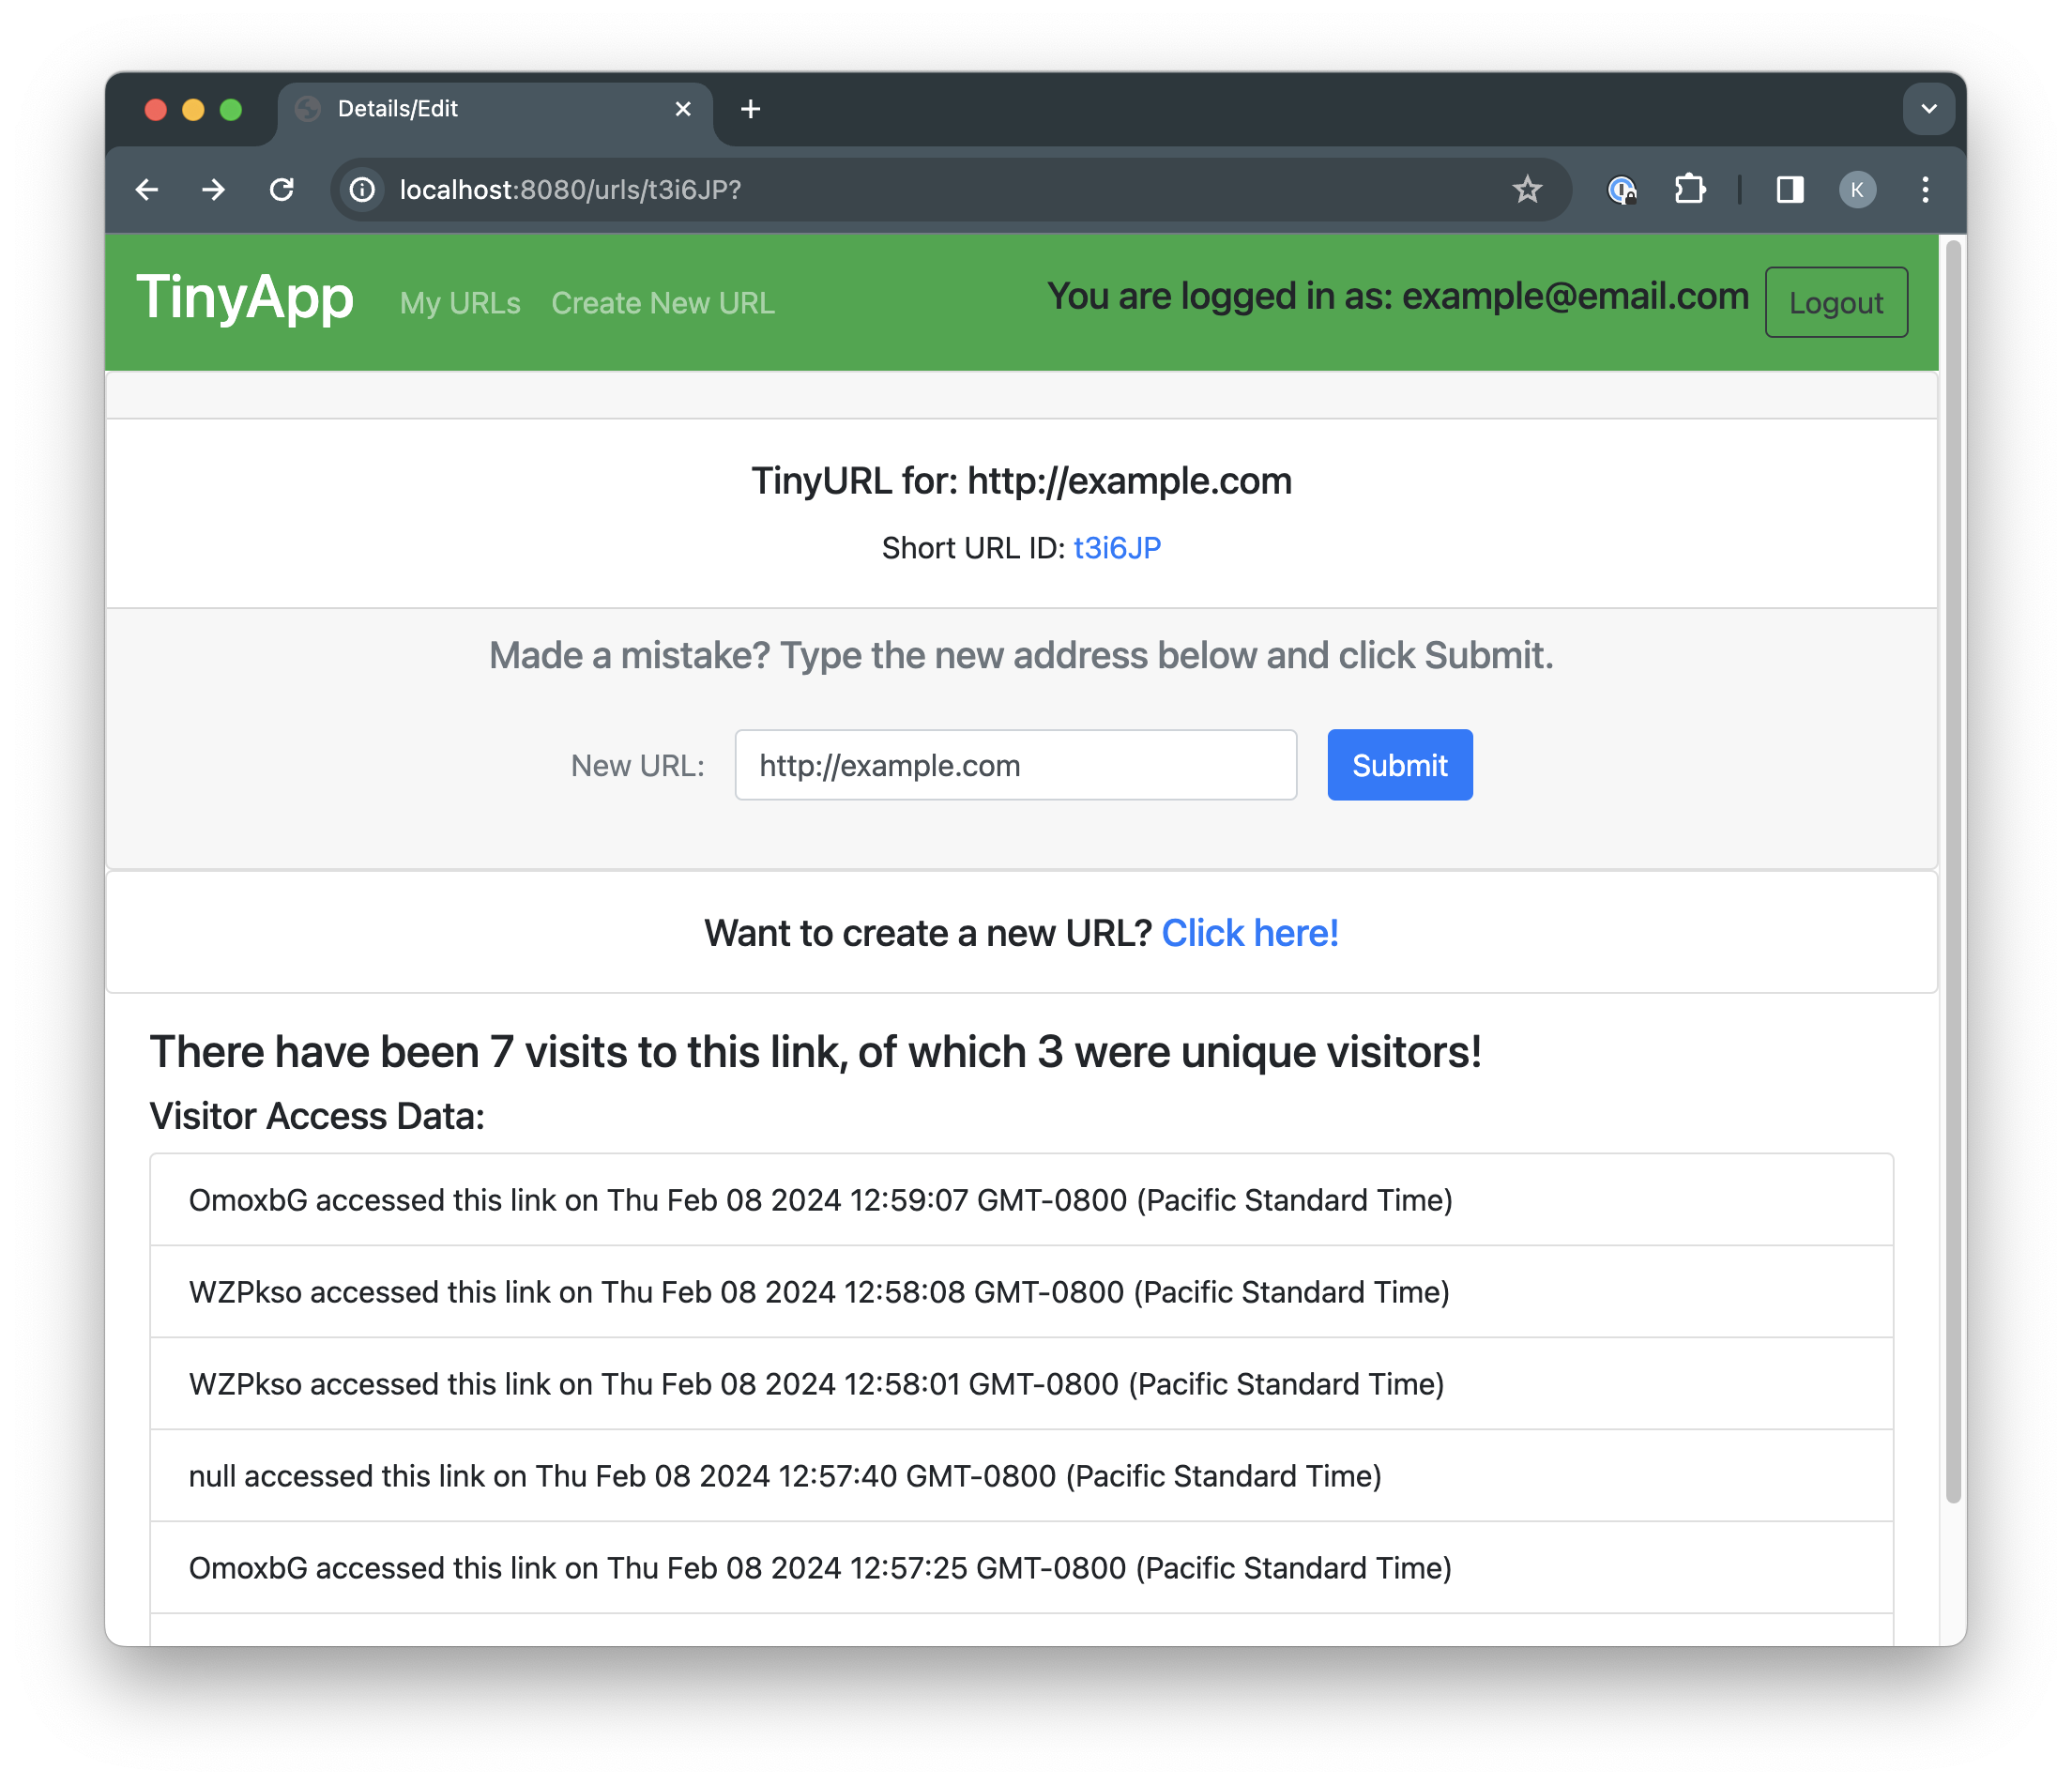 Details/Edit
localhost:8080/urls/t3i6JP?
K
TinyApp My URLs Create New URL You are logged in as: example@email.com Logout
TinyURL for: http://example.com
Short URL ID: t3i6JP
Made a mistake? Type the new address below and click Submit.
New URL: http://example.com Submit
Want to create a new URL? Click here!
There have been 7 visits to this link, of which 3 were unique visitors!
Visitor Access Data:
OmoxbG accessed this link on Thu Feb 08 2024 12:59:07 GMT-0800 (Pacific Standard Time)
WZPkso accessed this link on Thu Feb 08 2024 12:58:08 GMT-0800 (Pacific Standard Time)
WZPkso accessed this link on Thu Feb 08 2024 12:58:01 GMT-0800 (Pacific Standard Time)
null accessed this link on Thu Feb 08 2024 12:57:40 GMT-0800 (Pacific Standard Time)
OmoxbG accessed this link on Thu Feb 08 2024 12:57:25 GMT-0800 (Pacific Standard Time)